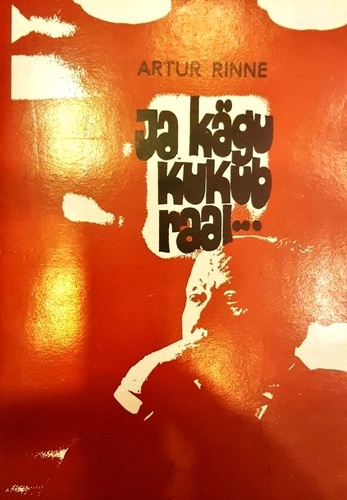 ARTUR RINNE
Ja kägu
kukub
raal...